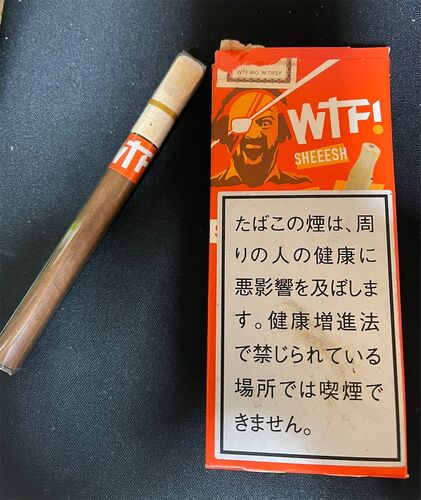 WTF BIG 'N TIPSY
WTF!
SHEEESH
WTF
たばこの煙は、周
りの人の健康に
悪影響を及ぼしま
す。健康増進法
で禁じられている
場所では喫煙で
きません。